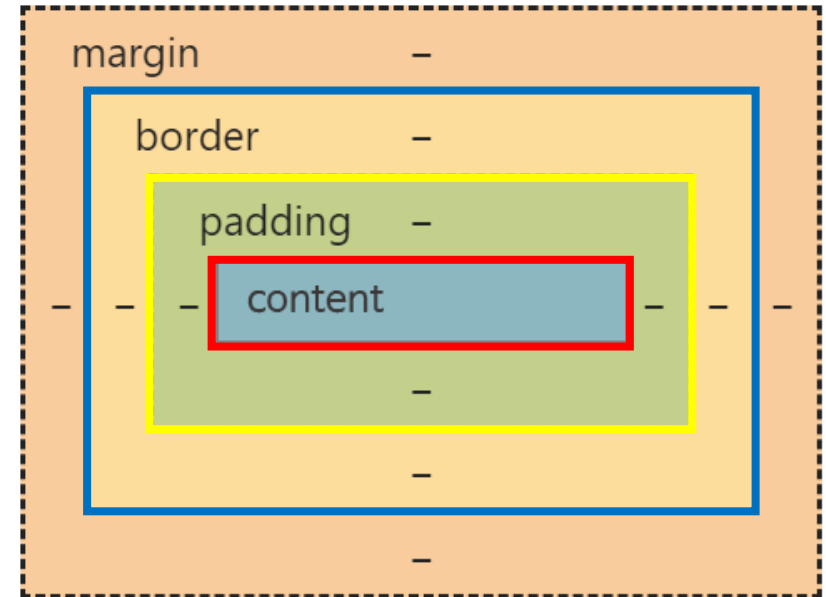 margin –
border –
padding –
– – – content – – –
–
–
–